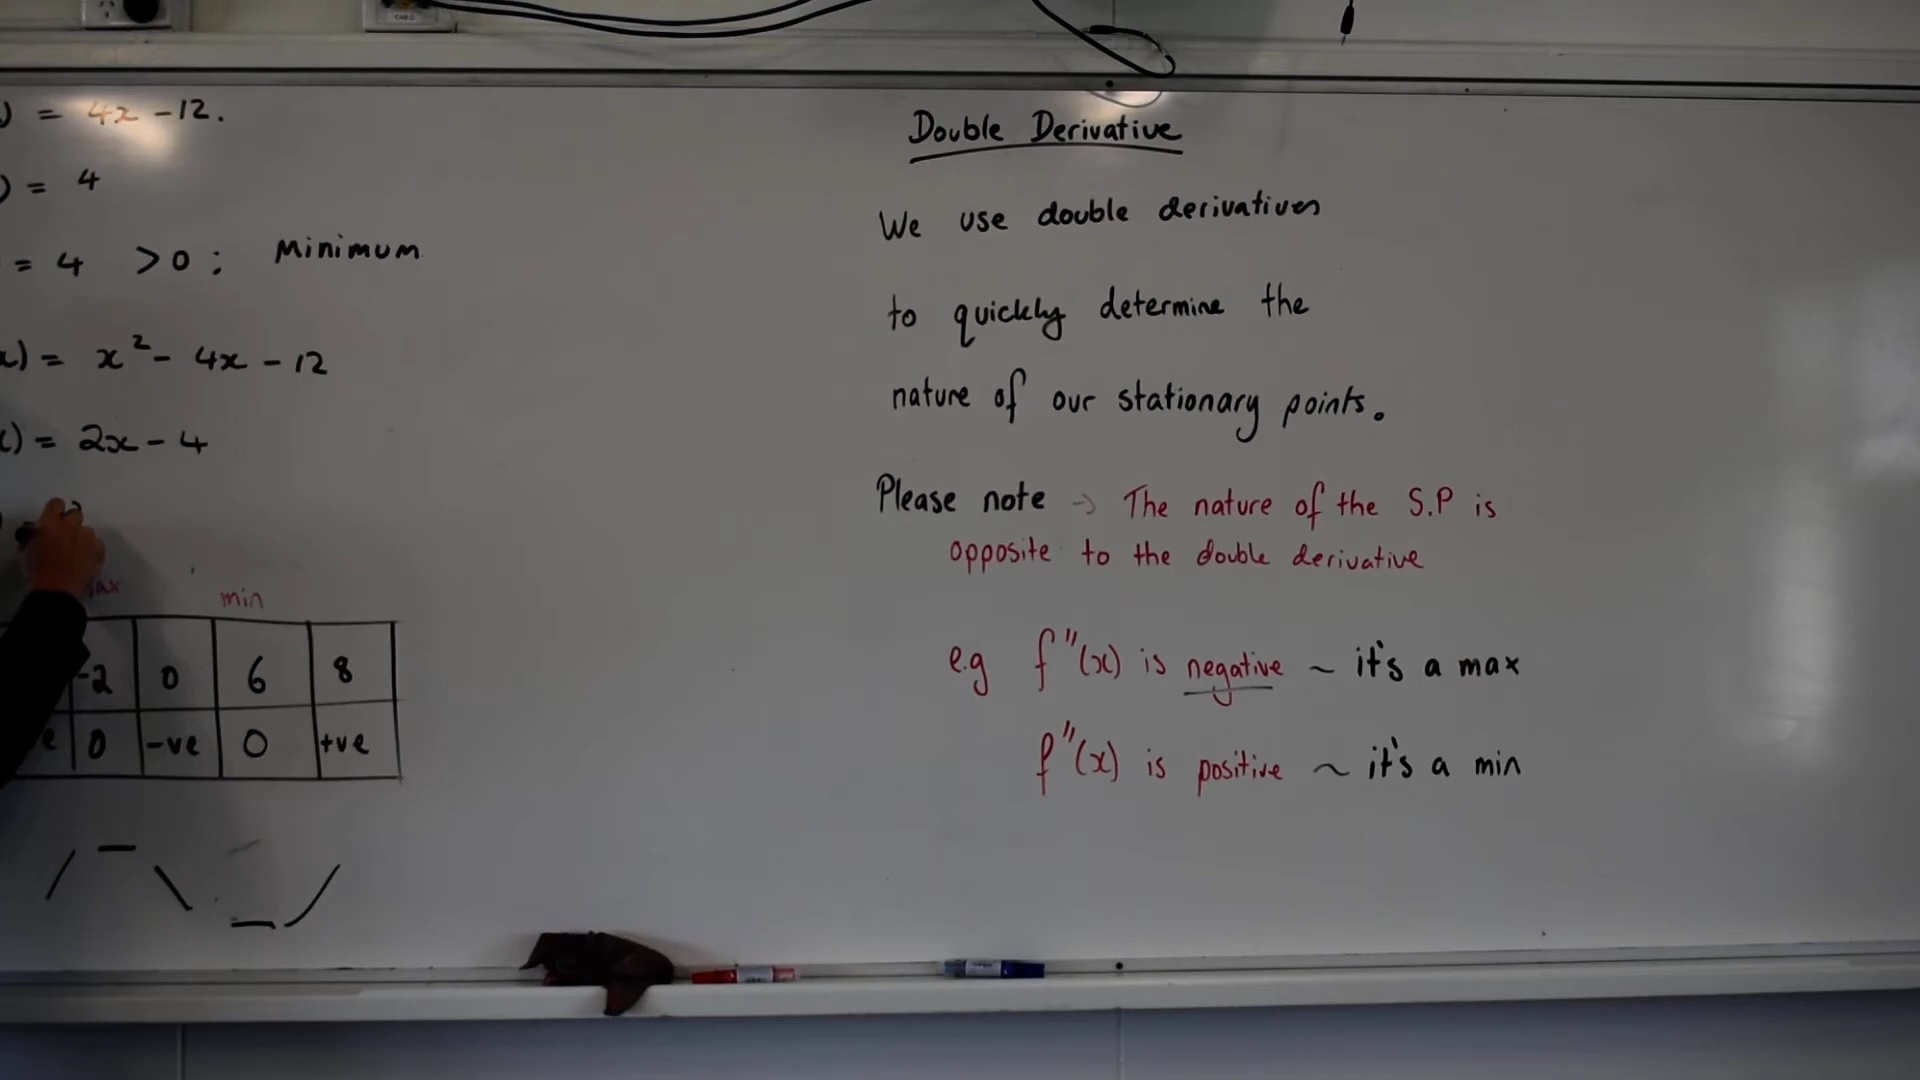 ) = 4x - 12.
) = 4
= 4 > 0 ; Minimum
x) = x² - 4x - 12
) = 2x - 4
max min
-2 0 6 8
e 0 -ve 0 +ve
Double Derivative
We use double derivatives
to quickly determine the
nature of our stationary points.
Please note → The nature of the S.P is
opposite to the double derivative
e.g f"(x) is negative ~ it's a max
f"(x) is positive ~ it's a min